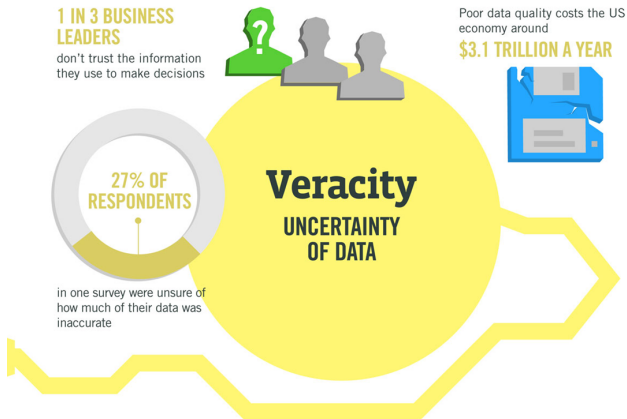 1 IN 3 BUSINESS
LEADERS
don't trust the information
they use to make decisions
?
Poor data quality costs the US
economy around
$3.1 TRILLION A YEAR
27% OF
RESPONDENTS
in one survey were unsure of
how much of their data was
inaccurate
Veracity
UNCERTAINTY
OF DATA